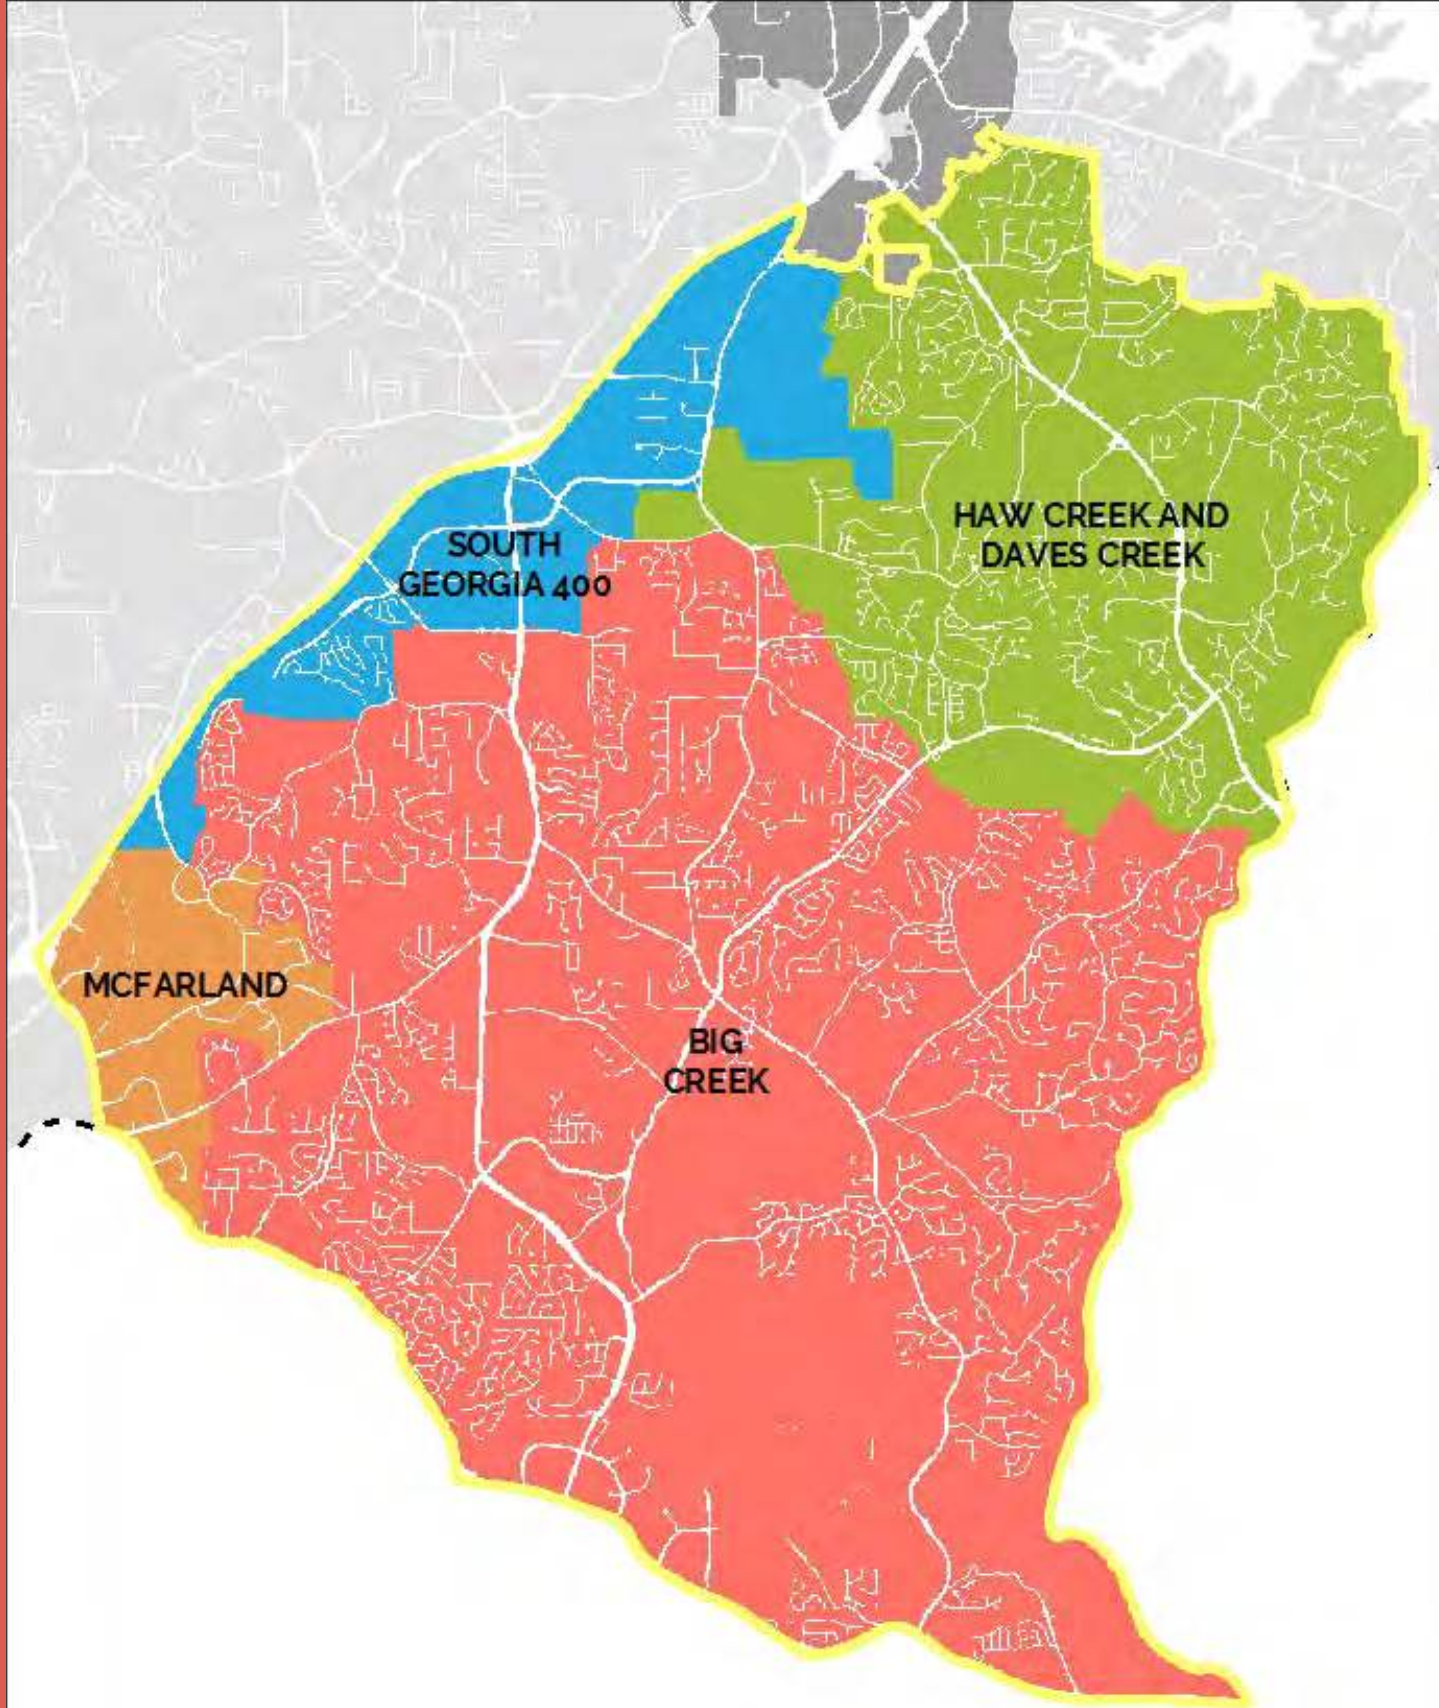 HAW CREEK AND
DAVES CREEK
SOUTH
GEORGIA 400
MCFARLAND
BIG
CREEK